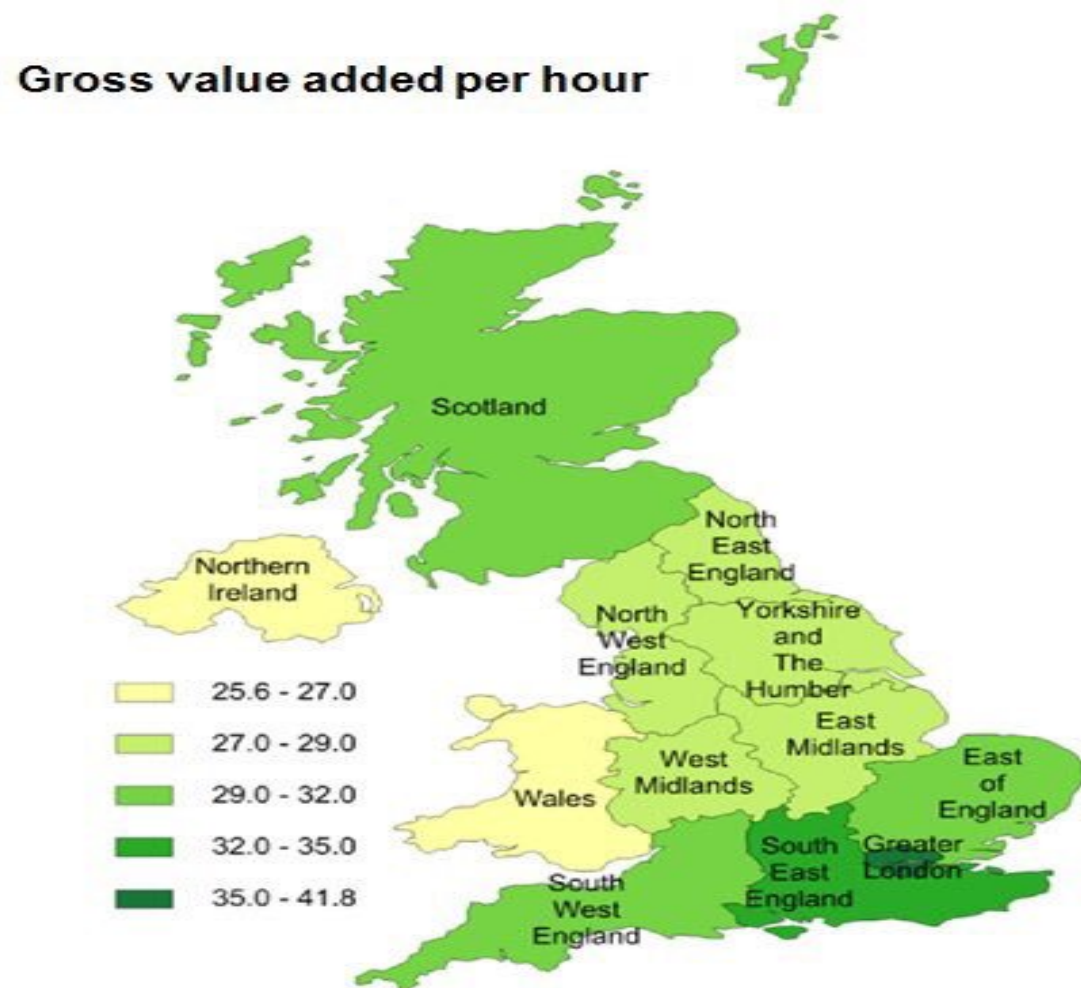 Gross value added per hour
Scotland
North
East
England
Northern
Ireland
North
West
England
Yorkshire
and
The
Humber
25.6 - 27.0
27.0 - 29.0
29.0 - 32.0
32.0 - 35.0
35.0 - 41.8
East
Midlands
West
Midlands
Wales
East
of
England
South
East
England
Greater
London
South
West
England